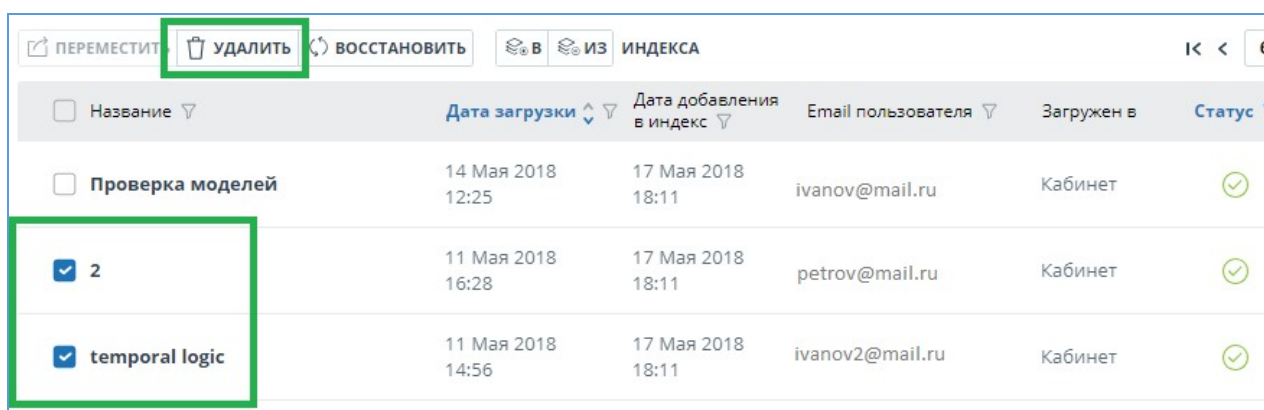 ПЕРЕМЕСТИТЬ УДАЛИТЬ ВОССТАНОВИТЬ В ИЗ ИНДЕКСА 6
Название Дата загрузки Дата добавления в индекс Email пользователя Загружен в Статус
Проверка моделей 14 Мая 2018 12:25 17 Мая 2018 18:11 ivanov@mail.ru Кабинет
2 11 Мая 2018 16:28 17 Мая 2018 18:11 petrov@mail.ru Кабинет
temporal logic 11 Мая 2018 14:56 17 Мая 2018 18:11 ivanov2@mail.ru Кабинет